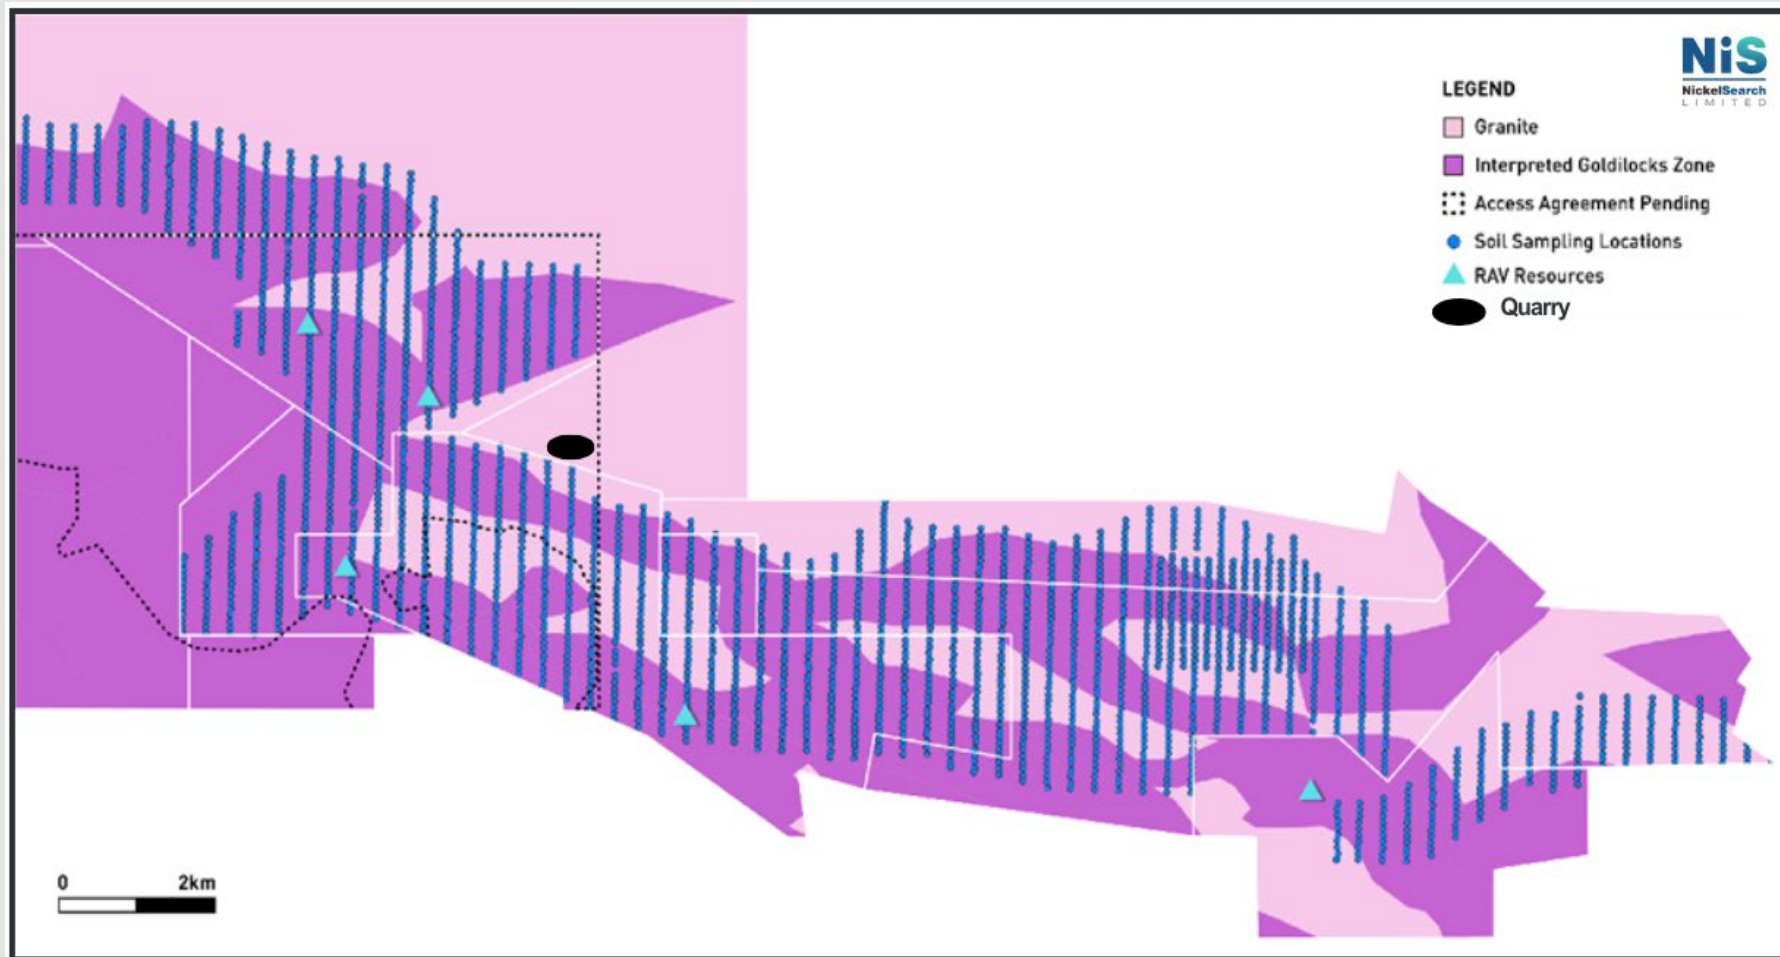 NiS
NickelSearch
LIMITED
LEGEND
Granite
Interpreted Goldilocks Zone
Access Agreement Pending
Soil Sampling Locations
RAV Resources
Quarry
0 2km